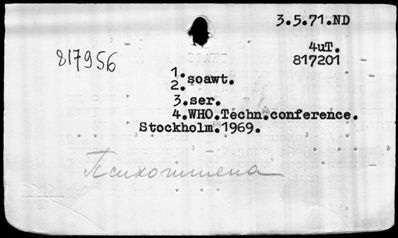 3.5.71.ND
817956
4uT.
817201
1.
2. soawt.
3.ser.
4.WHO.Techn.conference.
Stockholm.1969.
Психогигиена